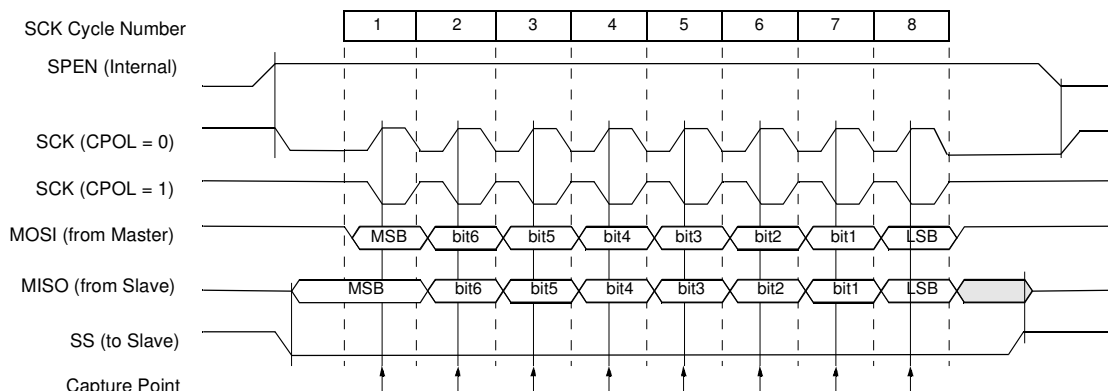 SCK Cycle Number 1 2 3 4 5 6 7 8
SPEN (Internal)
SCK (CPOL = 0)
SCK (CPOL = 1)
MOSI (from Master) MSB bit6 bit5 bit4 bit3 bit2 bit1 LSB
MISO (from Slave) MSB bit6 bit5 bit4 bit3 bit2 bit1 LSB
SS (to Slave)
Capture Point